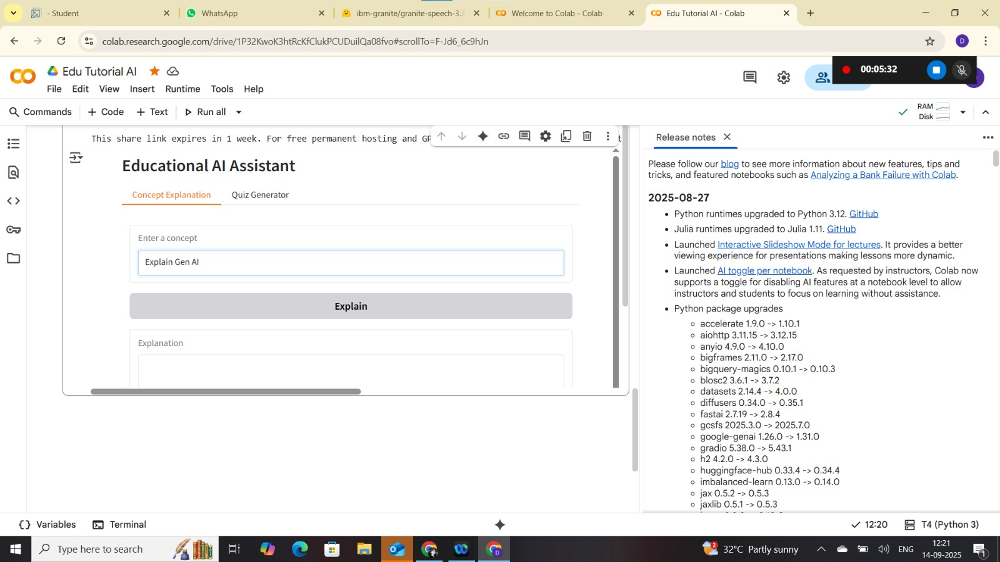 - Student
WhatsApp
ibm-granite/granite-speech-3.3
Welcome to Colab - Colab
Edu Tutorial AI - Colab
colab.research.google.com/drive/1P32KwoK3htRcKfClukPCUDuilQa08fvo#scrollTo=F-Jd6_6c9hJn
D
Edu Tutorial AI
00:05:32
File Edit View Insert Runtime Tools Help
Commands + Code + Text Run all
RAM
Disk
This share link expires in 1 week. For free permanent hosting and
Educational AI Assistant
Concept Explanation Quiz Generator
Enter a concept
Explain Gen AI
Explain
Explanation
Release notes
Please follow our blog to see more information about new features, tips and
tricks, and featured notebooks such as Analyzing a Bank Failure with Colab.
2025-08-27
Python runtimes upgraded to Python 3.12. GitHub
Julia runtimes upgraded to Julia 1.11. GitHub
Launched Interactive Slideshow Mode for lectures. It provides a better
viewing experience for presentations making lessons more dynamic.
Launched AI toggle per notebook. As requested by instructors, Colab now
supports a toggle for disabling AI features at a notebook level to allow
instructors and students to focus on learning without assistance.
Python package upgrades
accelerate 1.9.0 -> 1.10.1
aiohttp 3.11.15 -> 3.12.15
anyio 4.9.0 -> 4.10.0
bigframes 2.11.0 -> 2.17.0
bigquery-magics 0.10.1 -> 0.10.3
blosc2 3.6.1 -> 3.7.2
datasets 2.14.4 -> 4.0.0
diffusers 0.34.0 -> 0.35.1
fastai 2.7.19 -> 2.8.4
gcsfs 2025.3.0 -> 2025.7.0
google-genai 1.26.0 -> 1.31.0
gradio 5.38.0 -> 5.43.1
h2 4.2.0 -> 4.3.0
huggingface-hub 0.33.4 -> 0.34.4
imbalanced-learn 0.13.0 -> 0.14.0
jax 0.5.2 -> 0.5.3
jaxlib 0.5.1 -> 0.5.3
Variables Terminal
12:20 T4 (Python 3)
Type here to search
32°C Partly sunny
ENG
12:21
14-09-2025